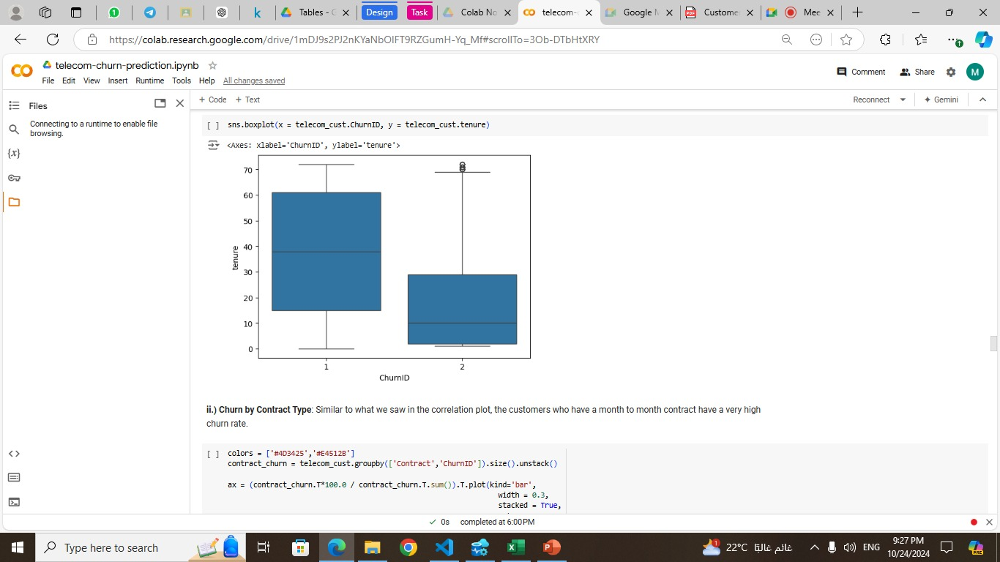 Tables - G
Design
Task
Colab No
telecom-c
Google M
Custome
Mee
https://colab.research.google.com/drive/1mDJ9s2PJ2nKYaNbOlFT9RZGumH-Yq_Mf#scrollTo=3Ob-DTbHtXRY
telecom-churn-prediction.ipynb
File Edit View Insert Runtime Tools Help All changes saved
Comment Share M
Files
+ Code + Text
Reconnect Gemini
Connecting to a runtime to enable file
browsing.
{x}
[ ] sns.boxplot(x = telecom_cust.ChurnID, y = telecom_cust.tenure)
<Axes: xlabel='ChurnID', ylabel='tenure'>
70
60
50
40
30
20
10
0
tenure
1 2
ChurnID
ii.) Churn by Contract Type: Similar to what we saw in the correlation plot, the customers who have a month to month contract have a very high
churn rate.
[ ] colors = ['#4D3425','#E4512B']
contract_churn = telecom_cust.groupby(['Contract','ChurnID']).size().unstack()
ax = (contract_churn.T*100.0 / contract_churn.T.sum()).T.plot(kind='bar',
width = 0.3,
stacked = True,
0s completed at 6:00 PM
Type here to search
22°C غائم غالبًا
ENG
9:27 PM
10/24/2024